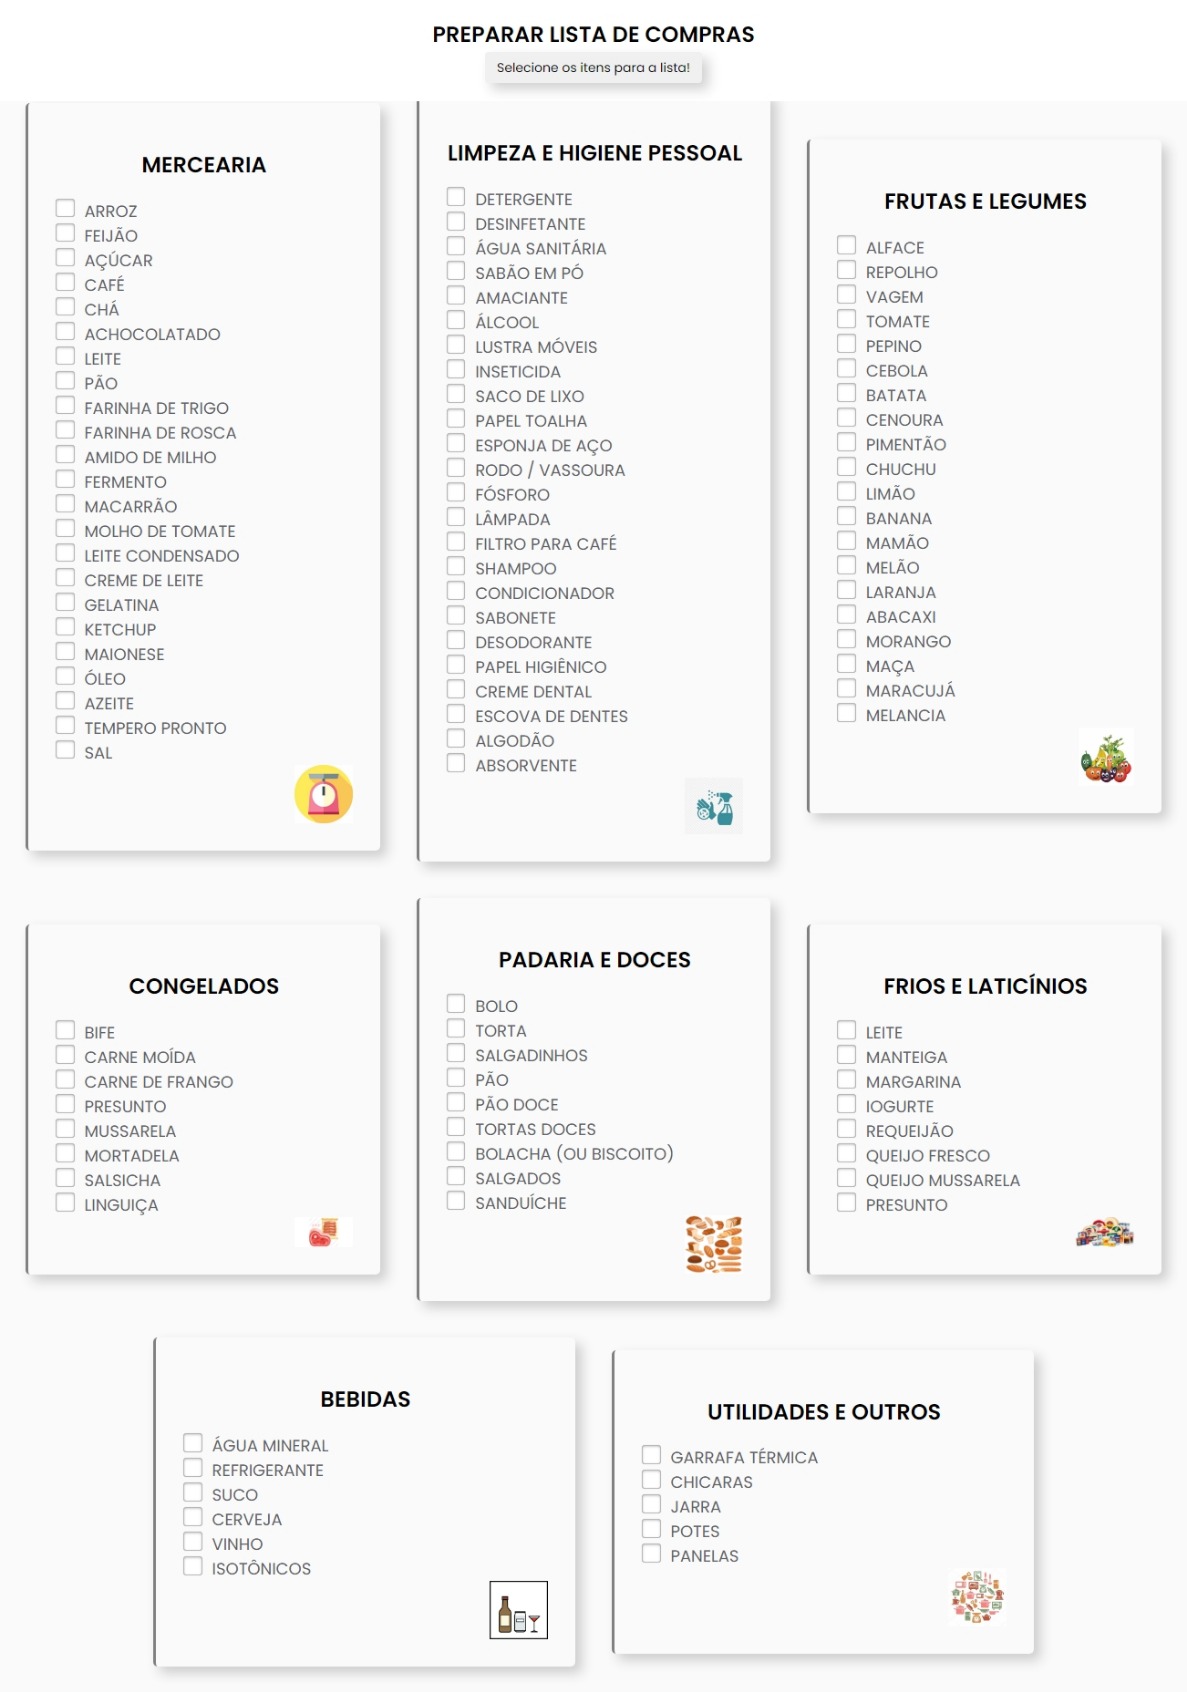 PREPARAR LISTA DE COMPRAS
Selecione os itens para a lista!
MERCEARIA
ARROZ
FEIJÃO
AÇÚCAR
CAFÉ
CHÁ
ACHOCOLATADO
LEITE
PÃO
FARINHA DE TRIGO
FARINHA DE ROSCA
AMIDO DE MILHO
FERMENTO
MACARRÃO
MOLHO DE TOMATE
LEITE CONDENSADO
CREME DE LEITE
GELATINA
KETCHUP
MAIONESE
ÓLEO
AZEITE
TEMPERO PRONTO
SAL
LIMPEZA E HIGIENE PESSOAL
DETERGENTE
DESINFETANTE
ÁGUA SANITÁRIA
SABÃO EM PÓ
AMACIANTE
ÁLCOOL
LUSTRA MÓVEIS
INSETICIDA
SACO DE LIXO
PAPEL TOALHA
ESPONJA DE AÇO
RODO / VASSOURA
FÓSFORO
LÂMPADA
FILTRO PARA CAFÉ
SHAMPOO
CONDICIONADOR
SABONETE
DESODORANTE
PAPEL HIGIÊNICO
CREME DENTAL
ESCOVA DE DENTES
ALGODÃO
ABSORVENTE
FRUTAS E LEGUMES
ALFACE
REPOLHO
VAGEM
TOMATE
PEPINO
CEBOLA
BATATA
CENOURA
PIMENTÃO
CHUCHU
LIMÃO
BANANA
MAMÃO
MELÃO
LARANJA
ABACAXI
MORANGO
MAÇA
MARACUJÁ
MELANCIA
CONGELADOS
BIFE
CARNE MOÍDA
CARNE DE FRANGO
PRESUNTO
MUSSARELA
MORTADELA
SALSICHA
LINGUIÇA
PADARIA E DOCES
BOLO
TORTA
SALGADINHOS
PÃO
PÃO DOCE
TORTAS DOCES
BOLACHA (OU BISCOITO)
SALGADOS
SANDUÍCHE
FRIOS E LATICÍNIOS
LEITE
MANTEIGA
MARGARINA
IOGURTE
REQUEIJÃO
QUEIJO FRESCO
QUEIJO MUSSARELA
PRESUNTO
BEBIDAS
ÁGUA MINERAL
REFRIGERANTE
SUCO
CERVEJA
VINHO
ISOTÔNICOS
UTILIDADES E OUTROS
GARRAFA TÉRMICA
CHICARAS
JARRA
POTES
PANELAS